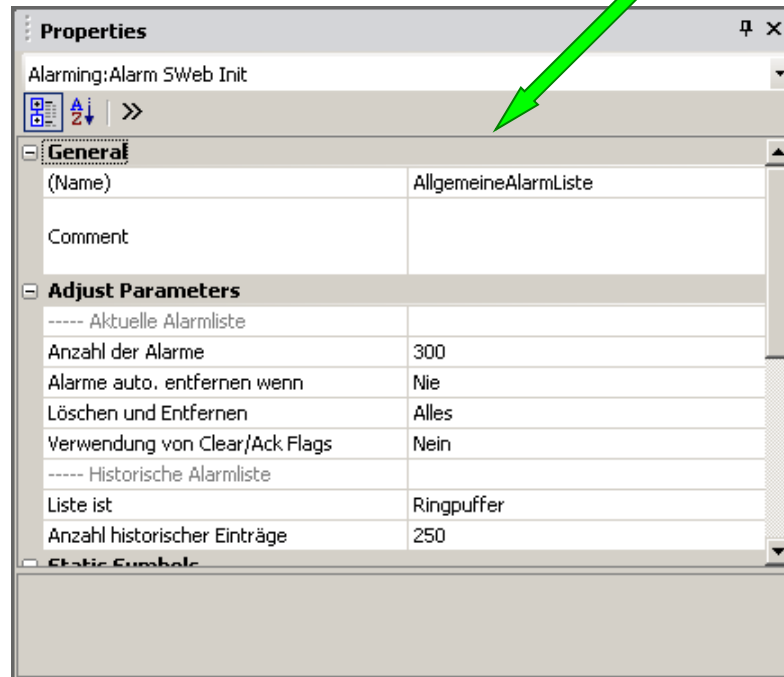 Properties
Alarming:Alarm SWeb Init
General
(Name) AllgemeineAlarmListe
Comment
Adjust Parameters
----- Aktuelle Alarmliste
Anzahl der Alarme 300
Alarme auto. entfernen wenn Nie
Löschen und Entfernen Alles
Verwendung von Clear/Ack Flags Nein
----- Historische Alarmliste
Liste ist Ringpuffer
Anzahl historischer Einträge 250
Static Symbols